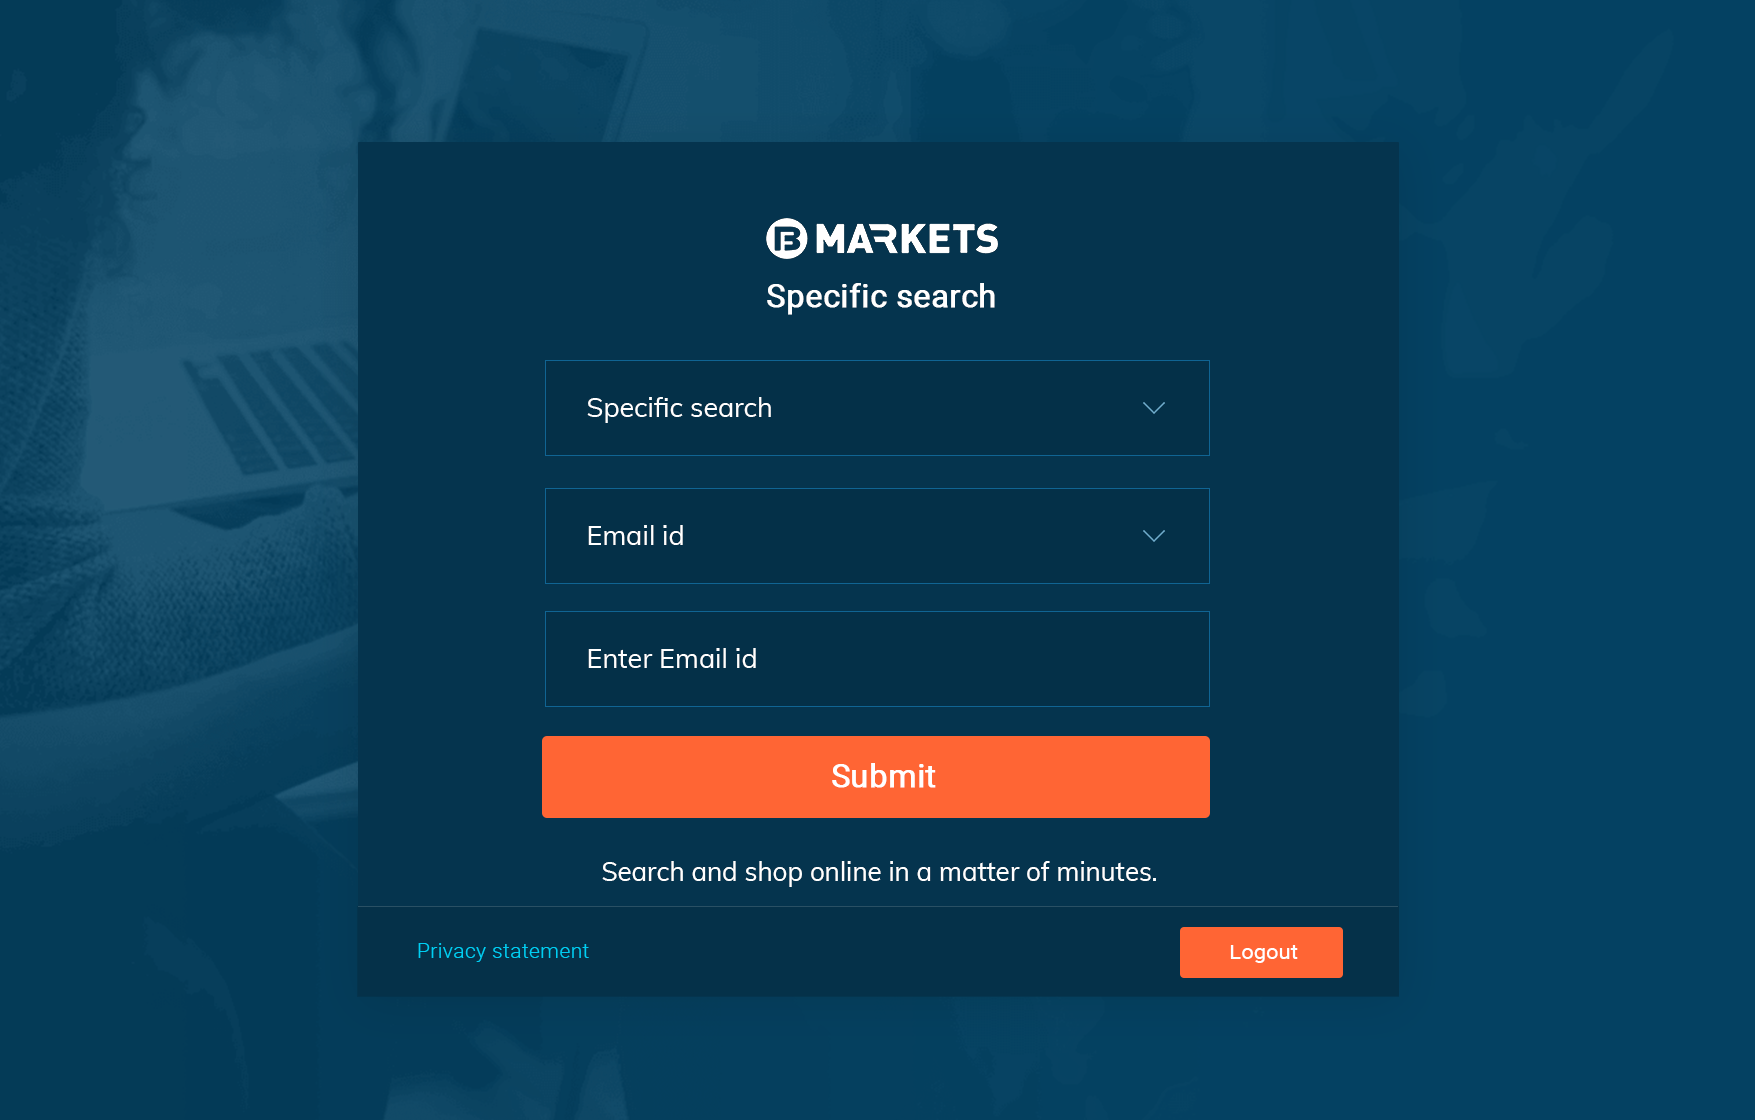 B MARKETS
Specific search
Specific search
Email id
Enter Email id
Submit
Search and shop online in a matter of minutes.
Privacy statement
Logout